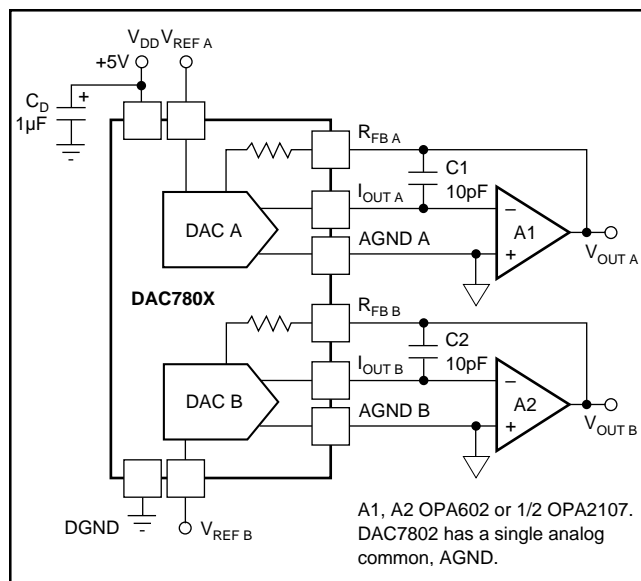 V_DD V_REF A
+5V
C_D
1µF
+
R_FB A
C1
10pF
I_OUT A
DAC A
AGND A
–
+
A1
V_OUT A
DAC780X
R_FB B
C2
10pF
I_OUT B
DAC B
AGND B
–
+
A2
V_OUT B
DGND
V_REF B
A1, A2 OPA602 or 1/2 OPA2107.
DAC7802 has a single analog
common, AGND.